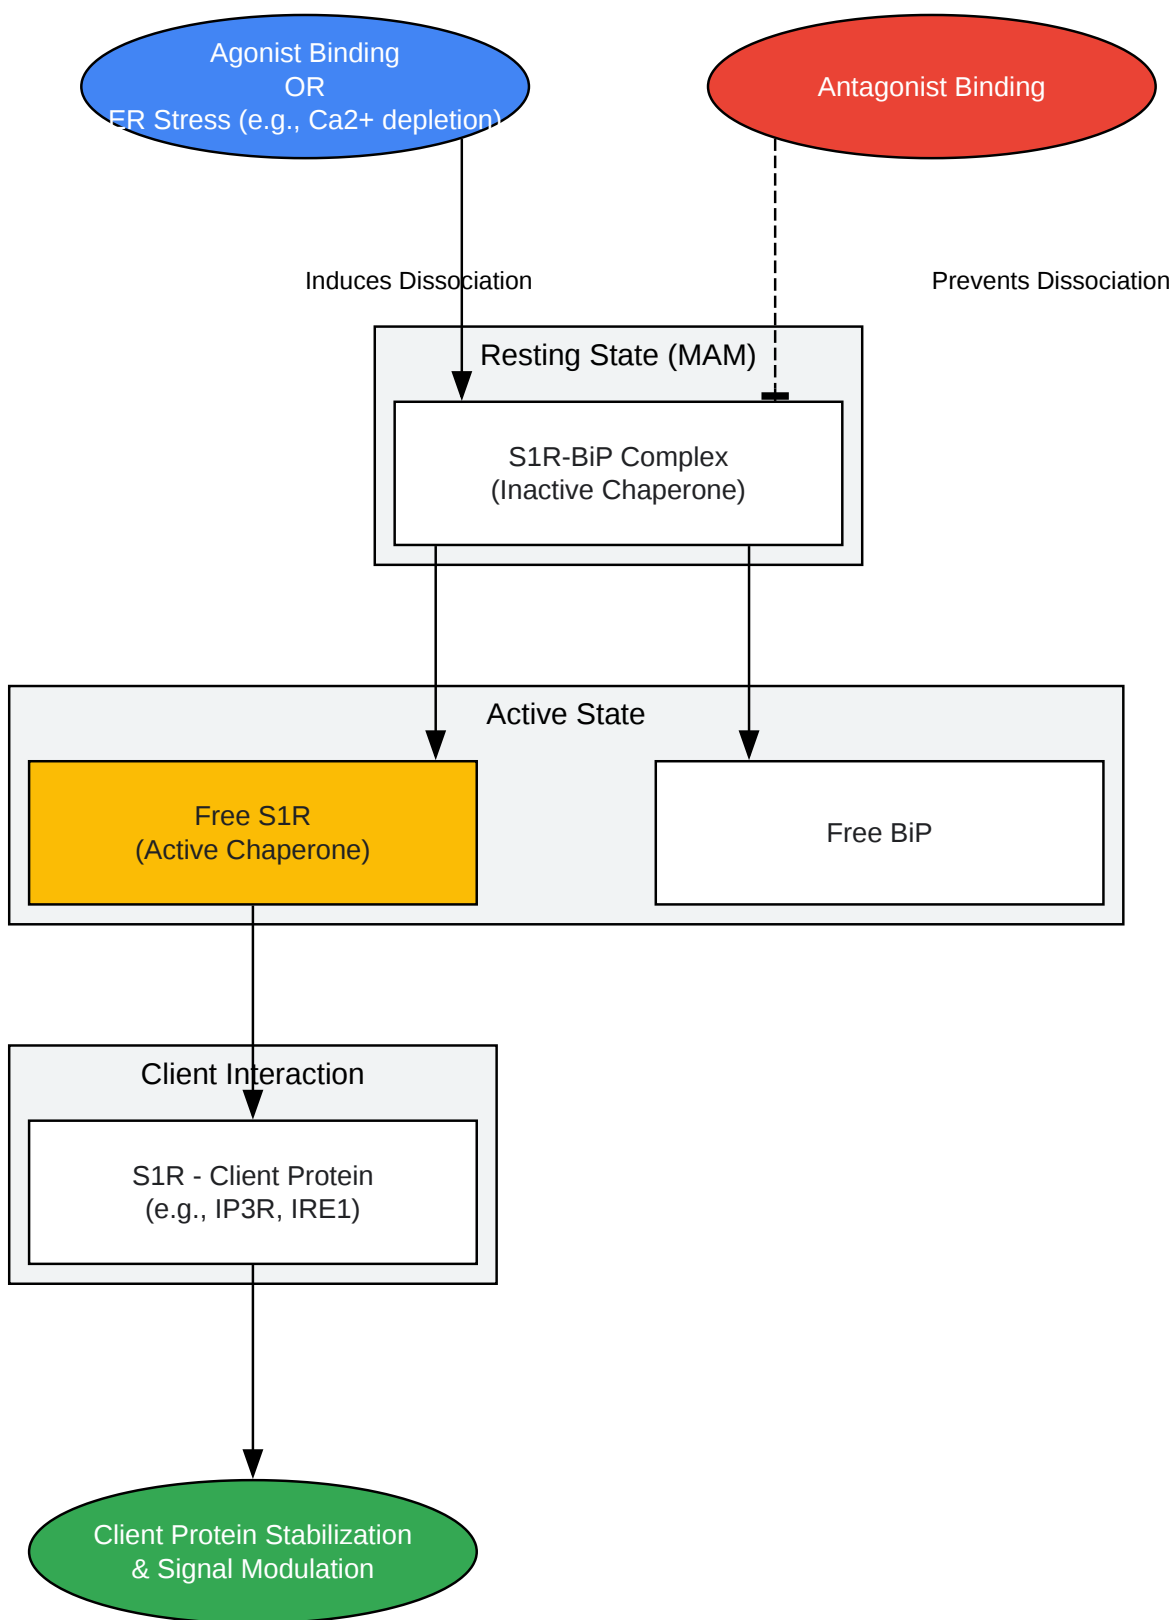 Agonist Binding
OR
ER Stress (e.g., Ca2+ depletion)
Antagonist Binding
Induces Dissociation
Prevents Dissociation
Resting State (MAM)
S1R-BiP Complex
(Inactive Chaperone)
Active State
Free S1R
(Active Chaperone)
Free BiP
Client Interaction
S1R - Client Protein
(e.g., IP3R, IRE1)
Client Protein Stabilization
& Signal Modulation